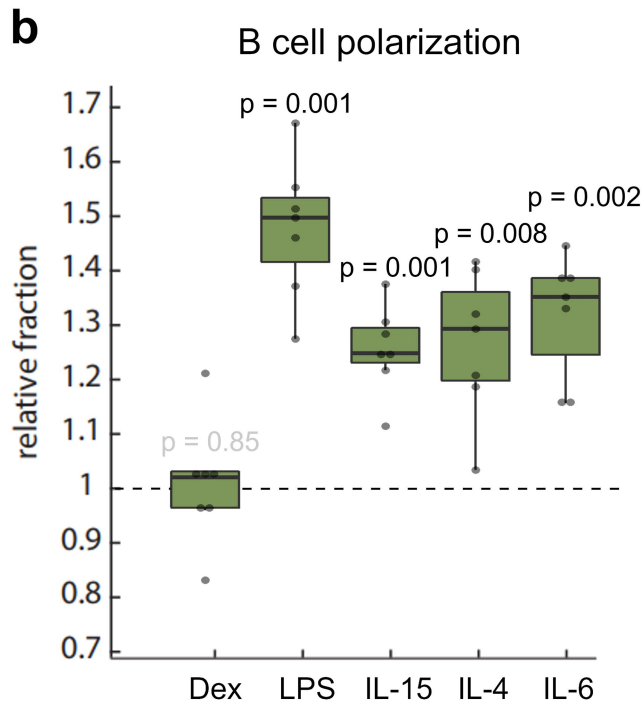 b
B cell polarization
relative fraction
1.7
1.6
1.5
1.4
1.3
1.2
1.1
1
0.9
0.8
0.7
p = 0.001
p = 0.002
p = 0.008
p = 0.001
p = 0.85
Dex LPS IL-15 IL-4 IL-6